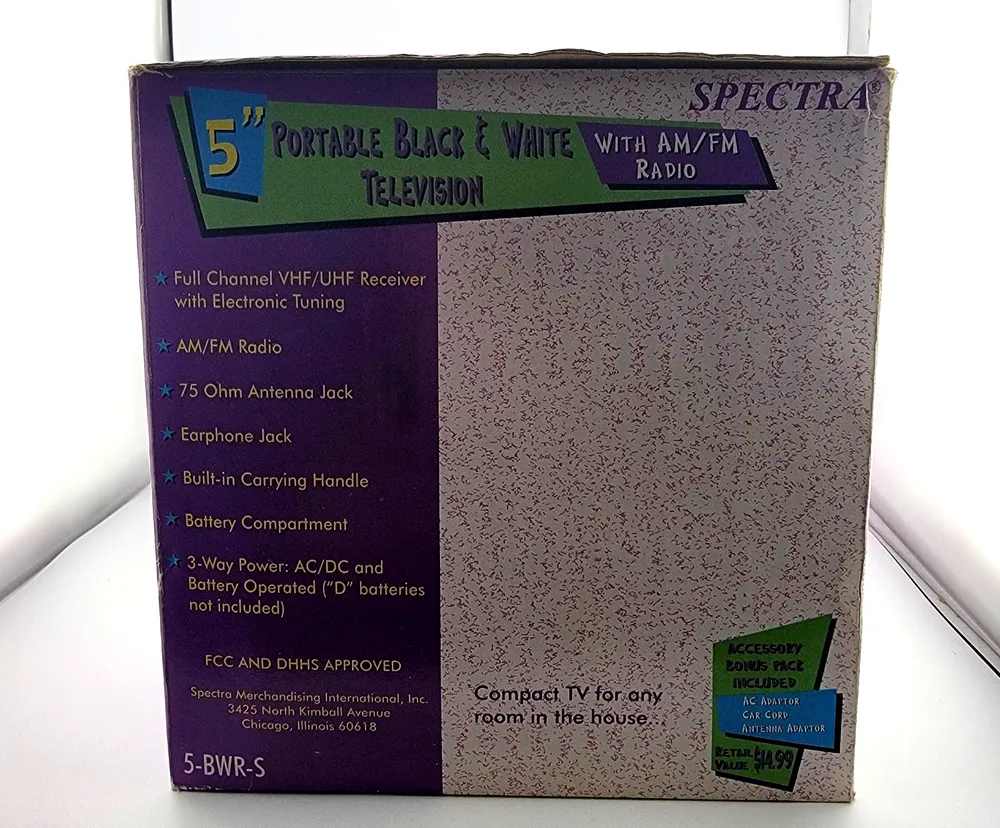 SPECTRA®
5” PORTABLE BLACK & WHITE
TELEVISION
WITH AM/FM
RADIO
Full Channel VHF/UHF Receiver
with Electronic Tuning
AM/FM Radio
75 Ohm Antenna Jack
Earphone Jack
Built-in Carrying Handle
Battery Compartment
3-Way Power: AC/DC and
Battery Operated (“D” batteries
not included)
FCC AND DHHS APPROVED
Spectra Merchandising International, Inc.
3425 North Kimball Avenue
Chicago, Illinois 60618
5-BWR-S
Compact TV for any
room in the house...
ACCESSORY
BONUS PACK
INCLUDED
AC ADAPTOR
CAR CORD
ANTENNA ADAPTOR
RETAIL
VALUE $14.99